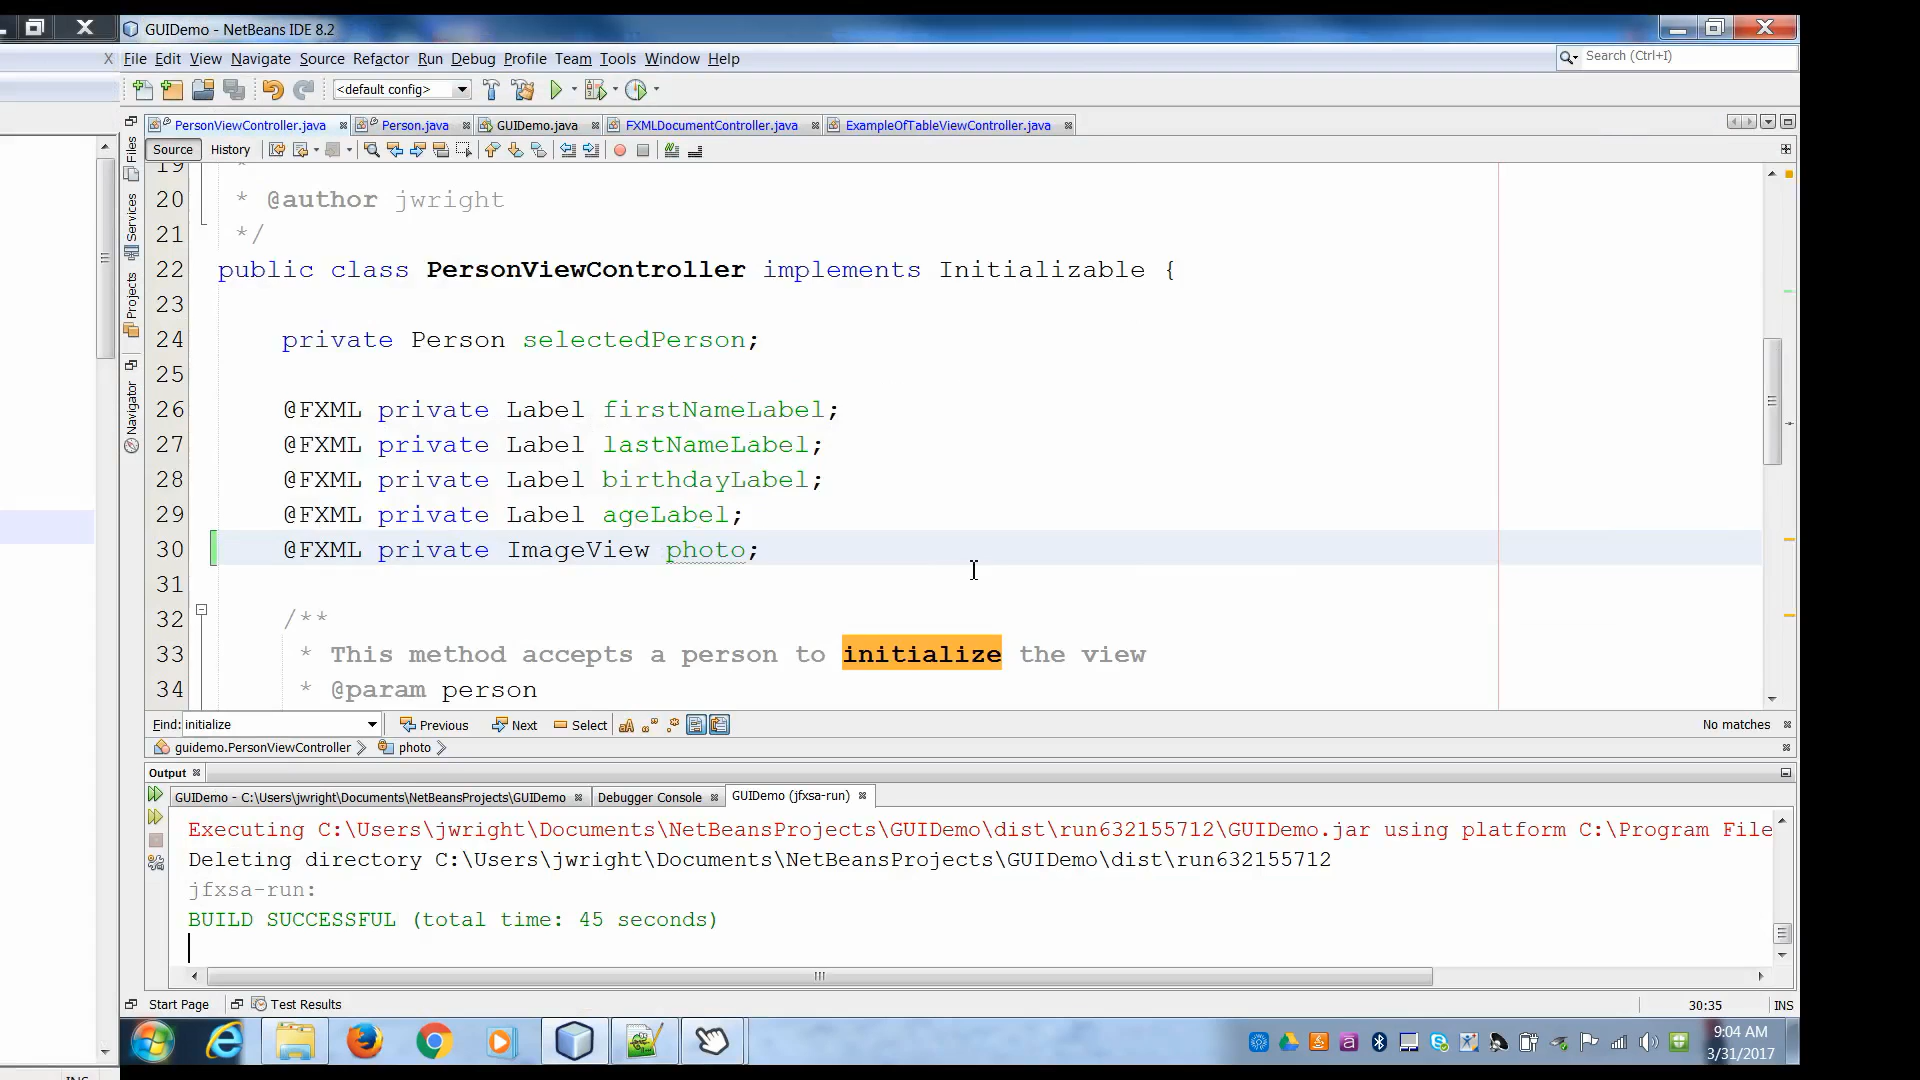 GUIDemo - NetBeans IDE 8.2
File Edit View Navigate Source Refactor Run Debug Profile Team Tools Window Help
Search (Ctrl+I)
<default config>
PersonViewController.java Person.java GUIDemo.java FXMLDocumentController.java ExampleOfTableViewController.java
Source History
Files
Services
Projects
Navigator
19 *
20 * @author jwright
21 */
22 public class PersonViewController implements Initializable {
23
24 private Person selectedPerson;
25
26 @FXML private Label firstNameLabel;
27 @FXML private Label lastNameLabel;
28 @FXML private Label birthdayLabel;
29 @FXML private Label ageLabel;
30 @FXML private ImageView photo;
31
32 /**
33 * This method accepts a person to initialize the view
34 * @param person
Find: initialize Previous Next Select No matches
guidemo.PersonViewController photo
Output
GUIDemo - C:\Users\jwright\Documents\NetBeansProjects\GUIDemo Debugger Console GUIDemo (jfxsa-run)
Executing C:\Users\jwright\Documents\NetBeansProjects\GUIDemo\dist\run632155712\GUIDemo.jar using platform C:\Program File
Deleting directory C:\Users\jwright\Documents\NetBeansProjects\GUIDemo\dist\run632155712
jfxsa-run:
BUILD SUCCESSFUL (total time: 45 seconds)
Start Page Test Results 30:35 INS
9:04 AM
3/31/2017